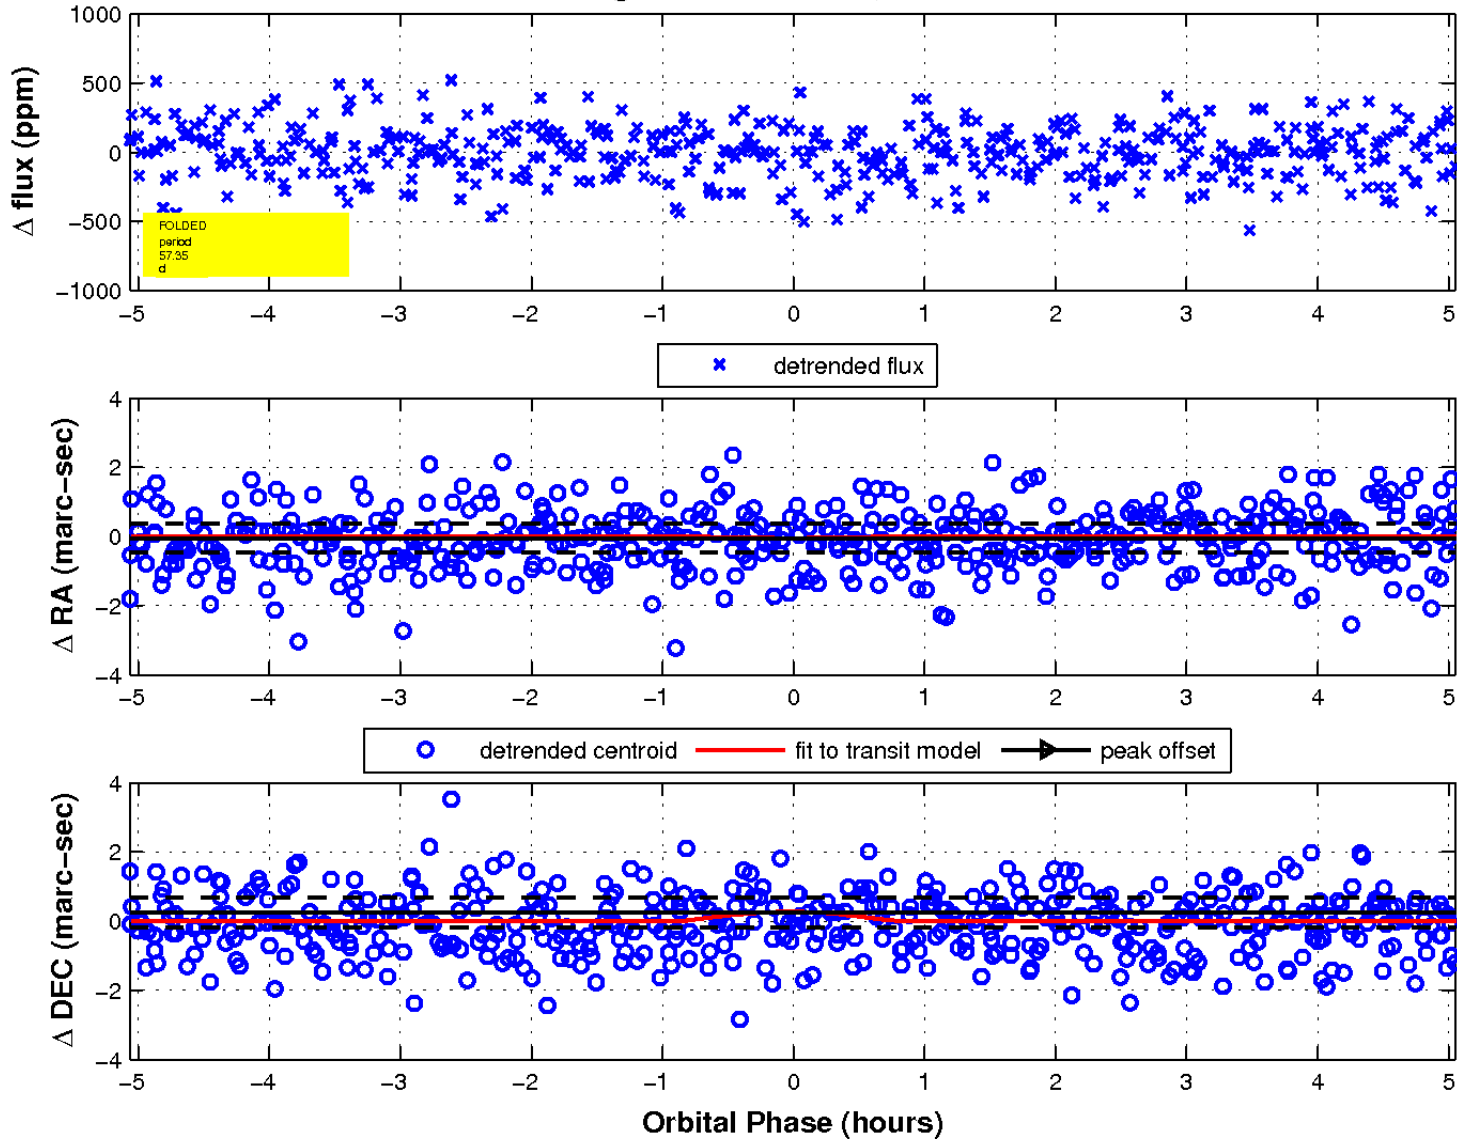 1000
500
0
−500
−1000
Δ flux (ppm)
FOLDED
period
57.35
d
−5 −4 −3 −2 −1 0 1 2 3 4 5
detrended flux
4
2
0
−2
−4
Δ RA (marc−sec)
−5 −4 −3 −2 −1 0 1 2 3 4 5
detrended centroid fit to transit model peak offset
4
2
0
−2
−4
Δ DEC (marc−sec)
−5 −4 −3 −2 −1 0 1 2 3 4 5
Orbital Phase (hours)